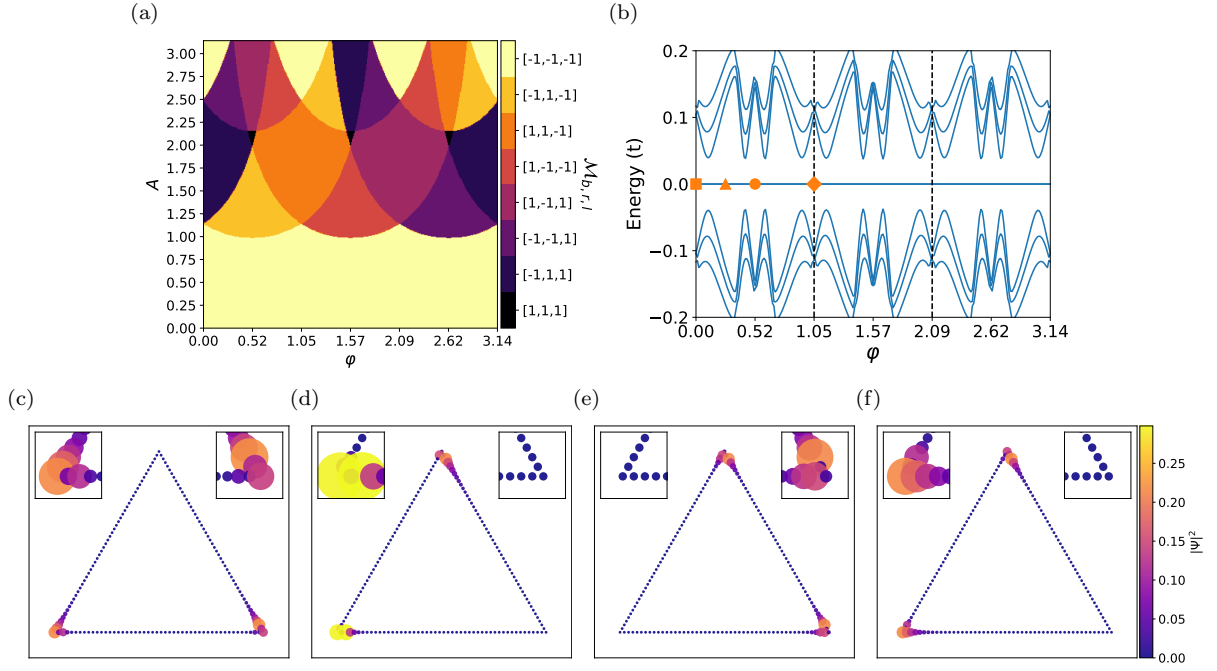 (a)
3.00
2.75
2.50
2.25
2.00
1.75
1.50
1.25
1.00
0.75
0.50
0.25
0.00
A
0.00 0.52 1.05 1.57 2.09 2.62 3.14
φ
[-1,-1,-1]
[-1,1,-1]
[1,1,-1]
[1,-1,-1]
[1,-1,1]
[-1,-1,1]
[-1,1,1]
[1,1,1]
ℳb,r,l
(b)
0.2
0.1
0.0
−0.1
−0.2
Energy (t)
0.00 0.52 1.05 1.57 2.09 2.62 3.14
φ
(c)
(d)
(e)
(f)
0.25
0.20
0.15
0.10
0.05
0.00
|ψ|²